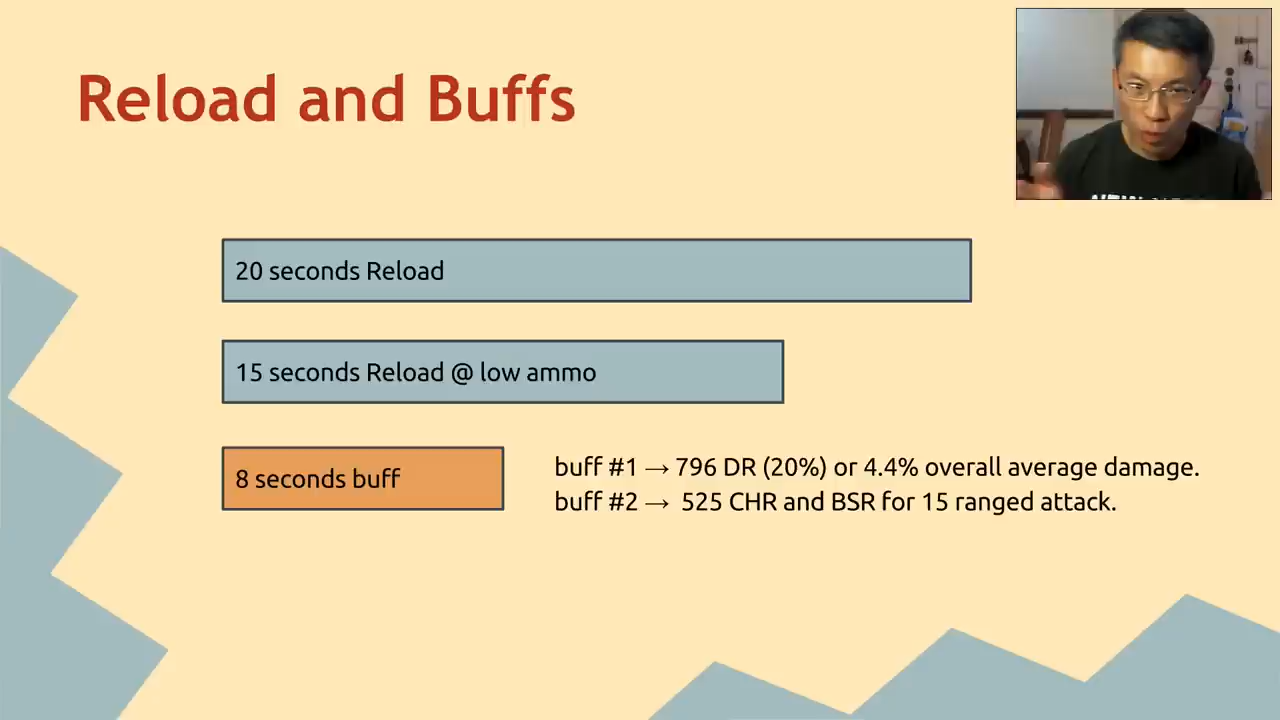 Reload and Buffs
20 seconds Reload
15 seconds Reload @ low ammo
8 seconds buff
buff #1 → 796 DR (20%) or 4.4% overall average damage.
buff #2 → 525 CHR and BSR for 15 ranged attack.